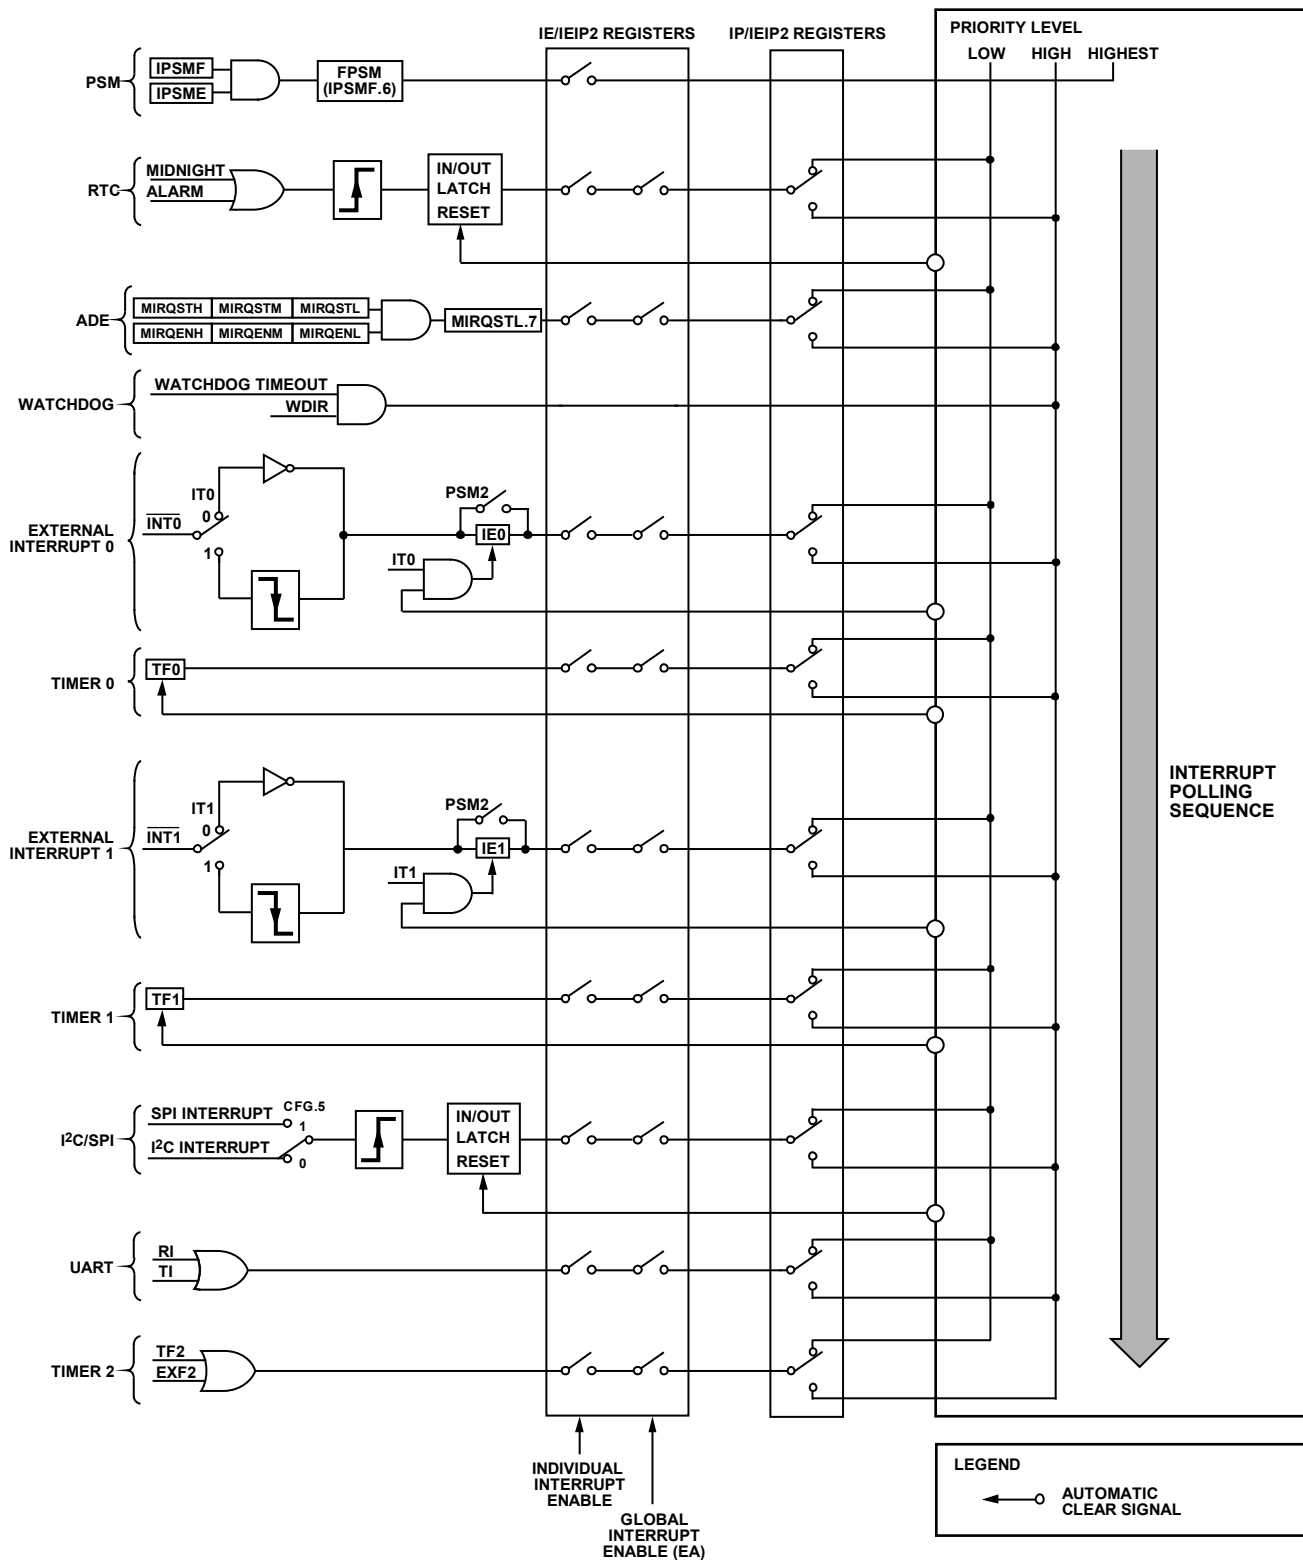 IE/IEIP2 REGISTERS
IP/IEIP2 REGISTERS
PRIORITY LEVEL
LOW
HIGH
HIGHEST
PSM
IPSMF
IPSME
FPSM
(IPSMF.6)
RTC
MIDNIGHT
ALARM
IN/OUT
LATCH
RESET
ADE
MIRQSTH
MIRQSTM
MIRQSTL
MIRQENH
MIRQENM
MIRQENL
MIRQSTL.7
WATCHDOG
WATCHDOG TIMEOUT
WDIR
EXTERNAL
INTERRUPT 0
INT0
IT0
0
1
PSM2
IE0
IT0
TIMER 0
TF0
EXTERNAL
INTERRUPT 1
INT1
IT1
0
1
PSM2
IE1
IT1
INTERRUPT
POLLING
SEQUENCE
TIMER 1
TF1
I2C/SPI
SPI INTERRUPT
I2C INTERRUPT
CFG.5
1
0
IN/OUT
LATCH
RESET
UART
RI
TI
TIMER 2
TF2
EXF2
INDIVIDUAL
INTERRUPT
ENABLE
GLOBAL
INTERRUPT
ENABLE (EA)
LEGEND
AUTOMATIC
CLEAR SIGNAL